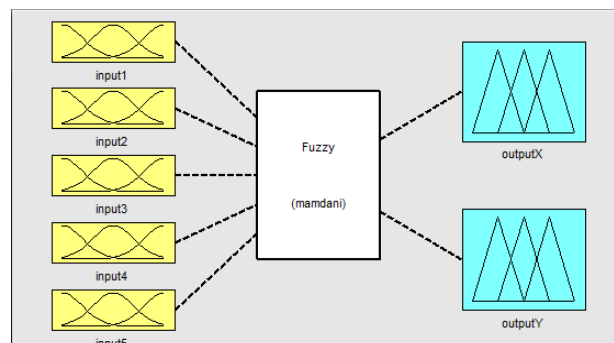 input1
input2
input3
input4
Fuzzy
(mamdani)
outputX
outputY